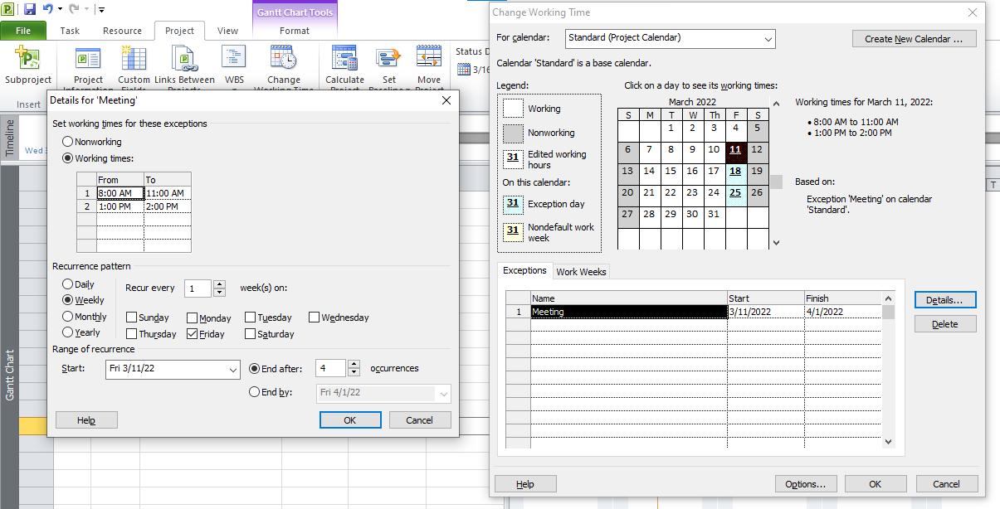 Gantt Chart Tools
File Task Resource Project View Format
Subproject
Project Information
Custom Fields
Links Between Projects
WBS
Change Working Time
Calculate Project
Set Baseline
Move Project
Status D
3/16
Insert
Timeline
Wed 3
Gantt Chart
T
Details for 'Meeting'
Set working times for these exceptions
Nonworking
Working times:
From To
1 8:00 AM 11:00 AM
2 1:00 PM 2:00 PM
Recurrence pattern
Daily
Weekly
Monthly
Yearly
Recur every 1 week(s) on:
Sunday Monday Tuesday Wednesday
Thursday Friday Saturday
Range of recurrence
Start: Fri 3/11/22 End after: 4 occurrences
End by: Fri 4/1/22
Help OK Cancel
Change Working Time
For calendar: Standard (Project Calendar) Create New Calendar ...
Calendar 'Standard' is a base calendar.
Legend:
Working
Nonworking
31 Edited working
hours
On this calendar:
31 Exception day
31 Nondefault work
week
Click on a day to see its working times:
March 2022
S M T W Th F S
1 2 3 4 5
6 7 8 9 10 11 12
13 14 15 16 17 18 19
20 21 22 23 24 25 26
27 28 29 30 31
Working times for March 11, 2022:
• 8:00 AM to 11:00 AM
• 1:00 PM to 2:00 PM
Based on:
Exception 'Meeting' on calendar
'Standard'.
Exceptions Work Weeks
Name Start Finish
1 Meeting 3/11/2022 4/1/2022
Details...
Delete
Help Options... OK Cancel